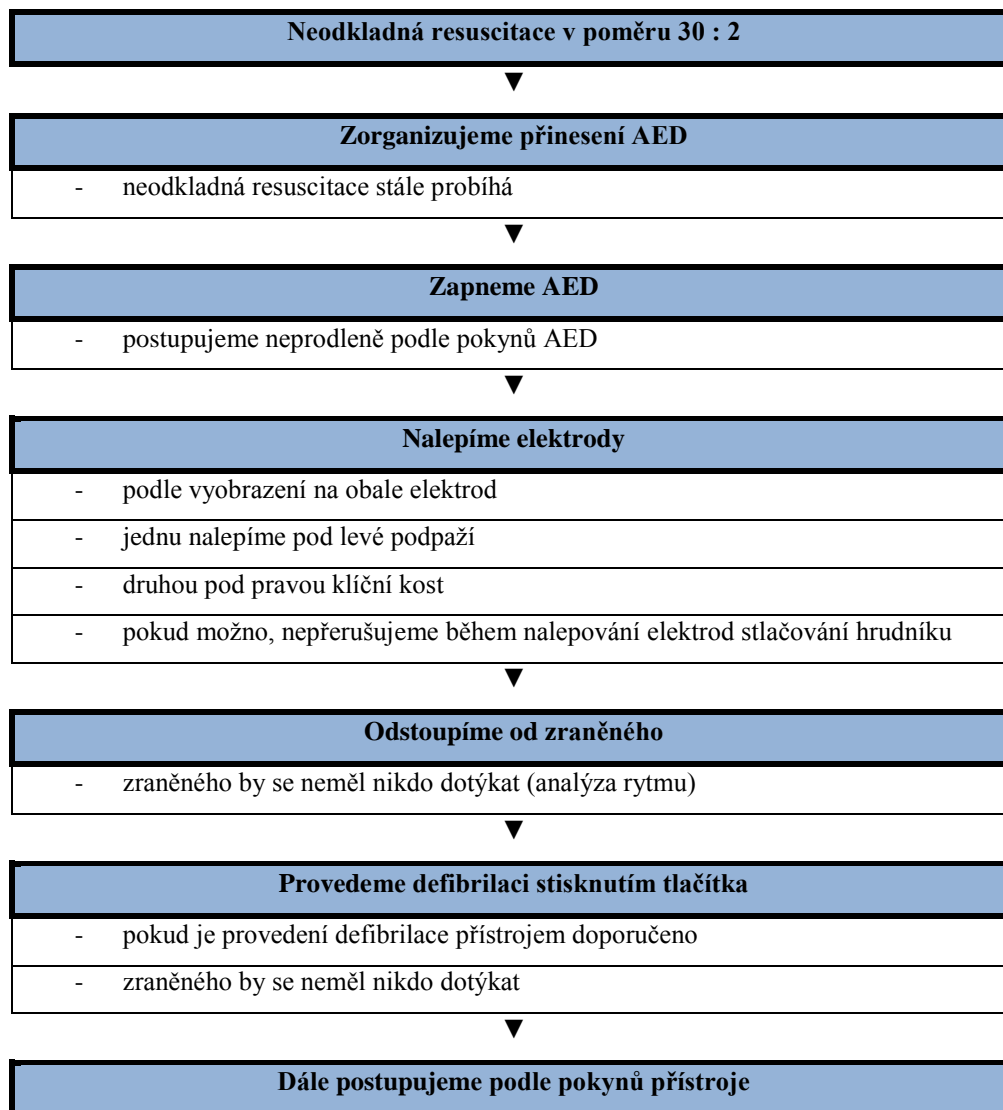 Neodkladná resuscitace v poměru 30 : 2
▼
Zorganizujeme přinesení AED
- neodkladná resuscitace stále probíhá
▼
Zapneme AED
- postupujeme neprodleně podle pokynů AED
▼
Nalepíme elektrody
- podle vyobrazení na obale elektrod
- jednu nalepíme pod levé podpaží
- druhou pod pravou klíční kost
- pokud možno, nepřerušujeme během nalepování elektrod stlačování hrudníku
▼
Odstoupíme od zraněného
- zraněného by se neměl nikdo dotýkat (analýza rytmu)
▼
Provedeme defibrilaci stisknutím tlačítka
- pokud je provedení defibrilace přístrojem doporučeno
- zraněného by se neměl nikdo dotýkat
▼
Dále postupujeme podle pokynů přístroje